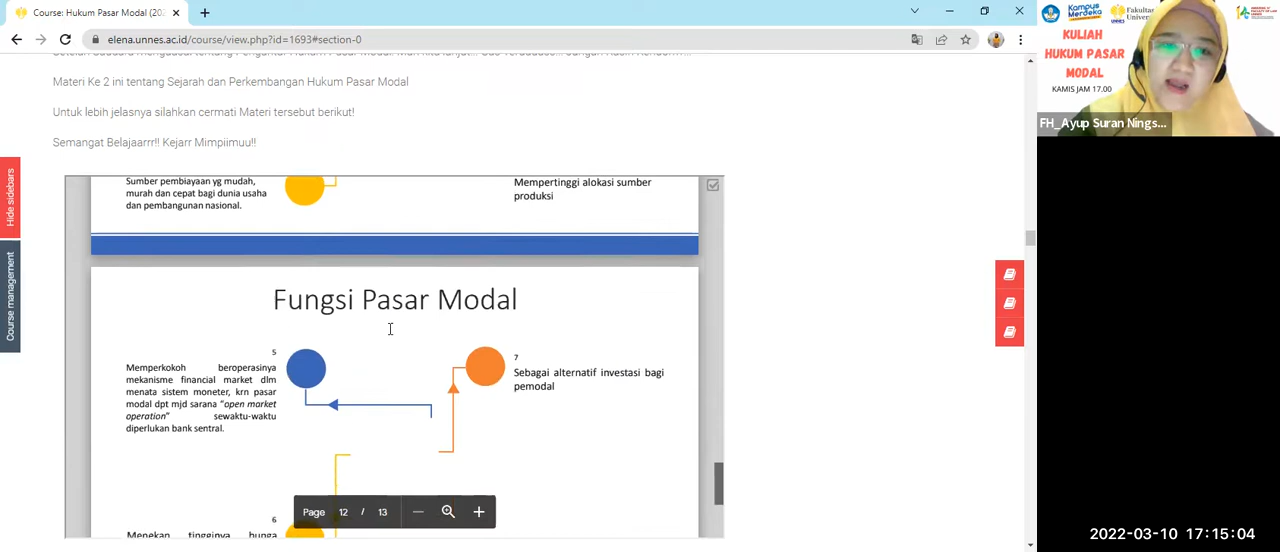 Course: Hukum Pasar Modal (202
elena.unnes.ac.id/course/view.php?id=1693#section-0
Materi Ke 2 ini tentang Sejarah dan Perkembangan Hukum Pasar Modal
Untuk lebih jelasnya silahkan cermati Materi tersebut berikut!
Semangat Belajaarrr!! Kejarr Mimpiimuu!!
Hide sidebars
Course management
Sumber pembiayaan yg mudah,
murah dan cepat bagi dunia usaha
dan pembangunan nasional.
Mempertinggi alokasi sumber
produksi
Fungsi Pasar Modal
5
Memperkokoh beroperasinya
mekanisme financial market dlm
menata sistem moneter, krn pasar
modal dpt mjd sarana “open market
operation” sewaktu-waktu
diperlukan bank sentral.
7
Sebagai alternatif investasi bagi
pemodal
6
Menekan tingginya bunga
Page 12 / 13
Kampus
Merdeka
Fakultas
KULIAH
HUKUM PASAR
MODAL
KAMIS JAM 17.00
FH_Ayup Suran Nings...
2022-03-10 17:15:04